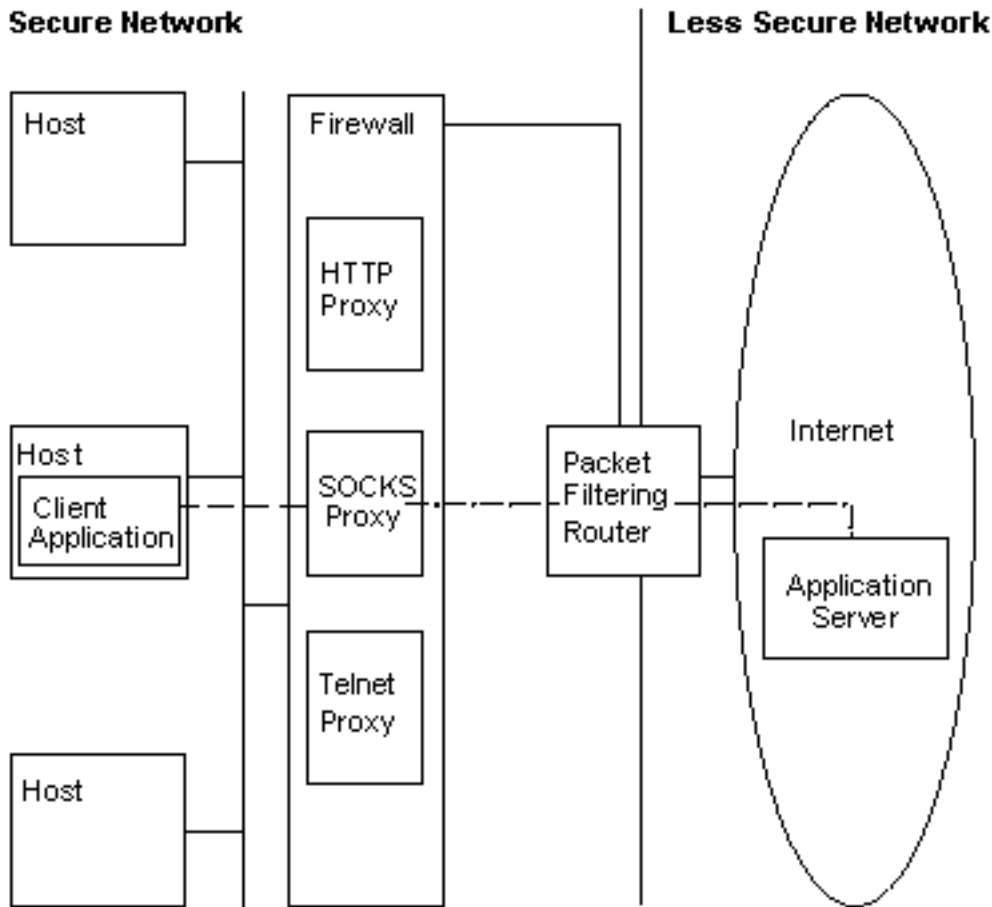 Secure Network
Less Secure Network
Host
Firewall
HTTP
Proxy
Host
Client
Application
SOCKS
Proxy
Packet
Filtering
Router
Internet
Application
Server
Telnet
Proxy
Host